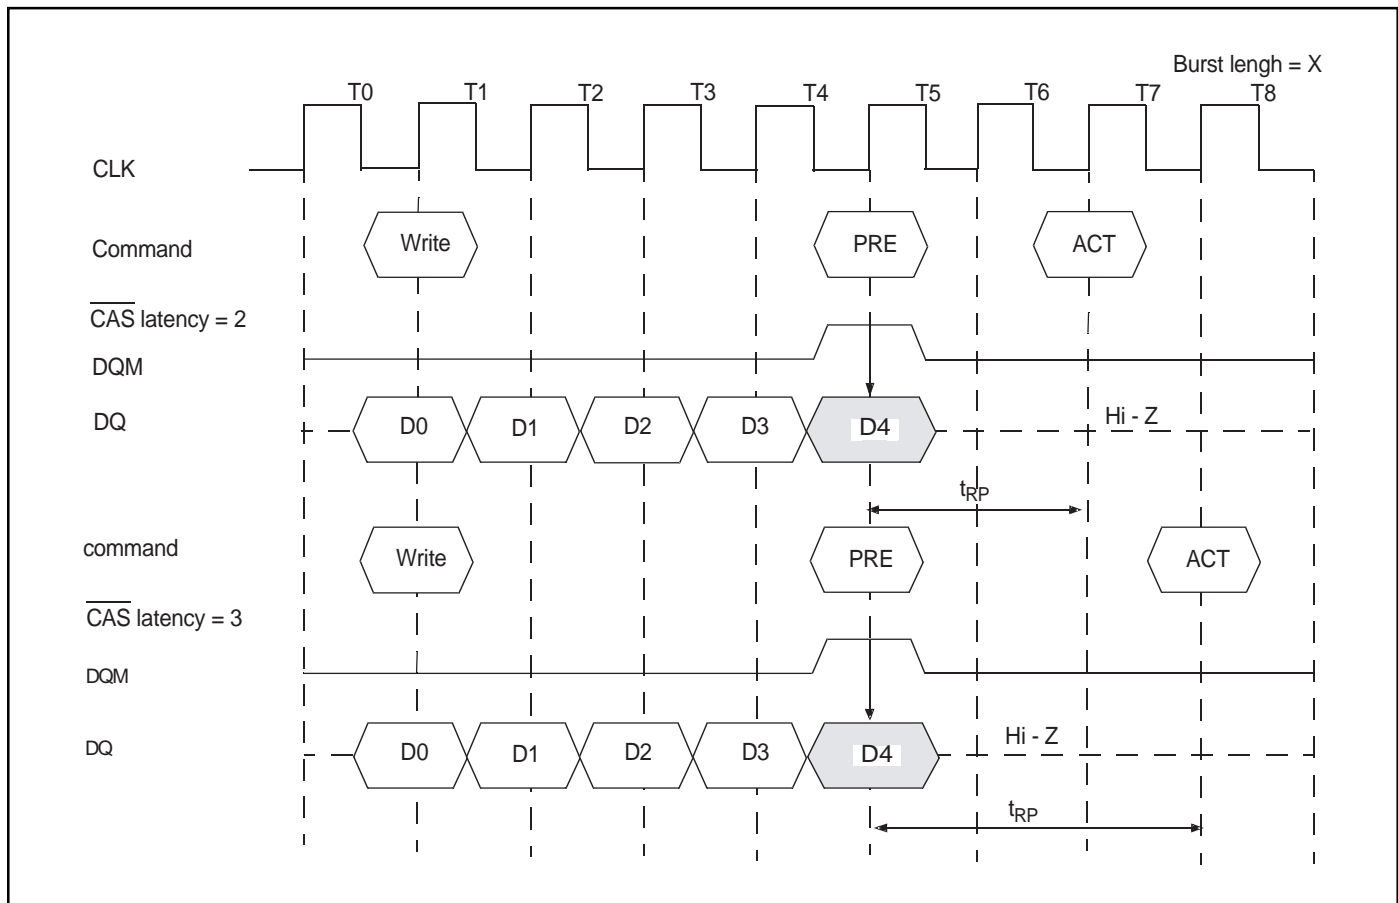 Burst lengh = X
T0 T1 T2 T3 T4 T5 T6 T7 T8
CLK
Command Write PRE ACT
CAS latency = 2
DQM
DQ D0 D1 D2 D3 D4 Hi - Z
tRP
command Write PRE ACT
CAS latency = 3
DQM
DQ D0 D1 D2 D3 D4 Hi - Z
tRP